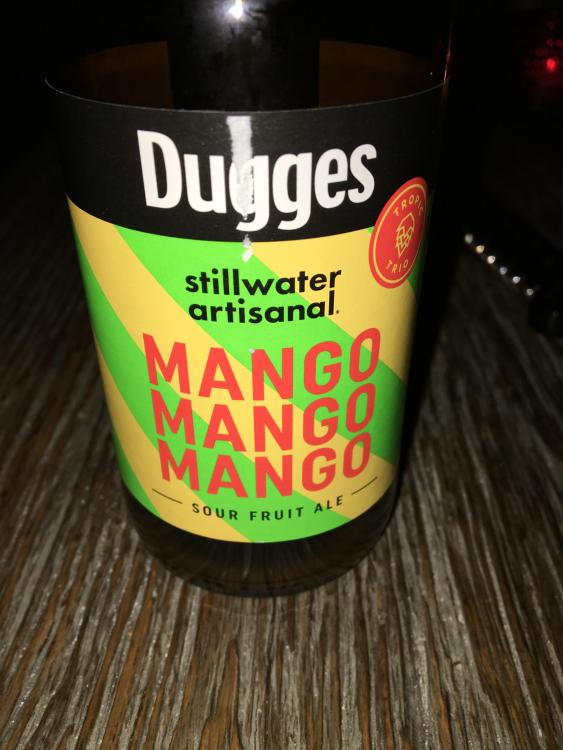 Dugges
TROPIC
TRIO
stillwater
artisanal.
MANGO
MANGO
MANGO
SOUR FRUIT ALE